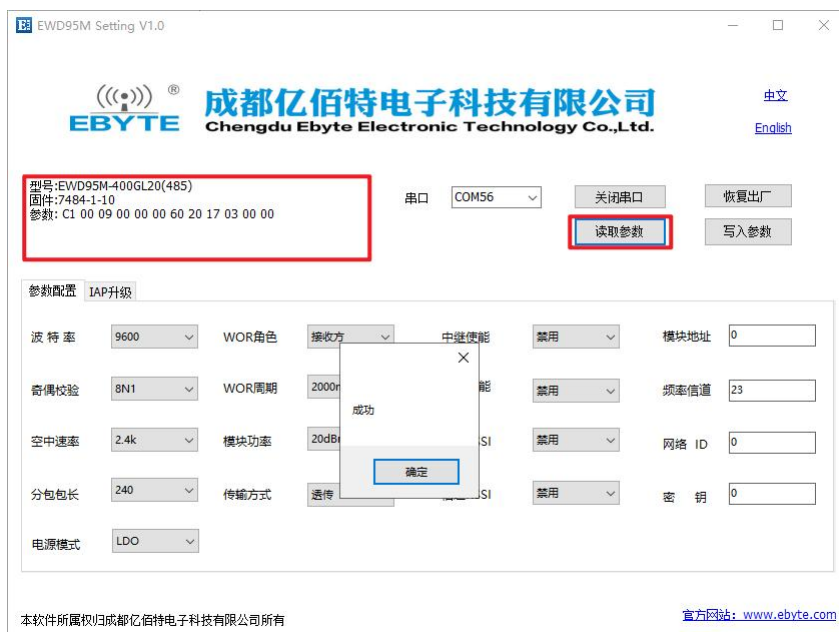 EWD95M Setting V1.0
®
EBYTE
成都亿佰特电子科技有限公司
Chengdu Ebyte Electronic Technology Co.,Ltd.
中文
English
型号:EWD95M-400GL20(485)
固件:7484-1-10
参数: C1 00 09 00 00 00 60 20 17 03 00 00
串口 COM56 关闭串口 恢复出厂
读取参数 写入参数
参数配置 IAP升级
波特率 9600 WOR角色 接收方 中继使能 禁用 模块地址 0
奇偶校验 8N1 WOR周期 能 禁用 频率信道 23
成功
空中速率 2.4k 模块功率 禁用 网络 ID 0
确定
分包包长 240 传输方式 透传 禁用 密 钥 0
电源模式 LDO
本软件所属权归成都亿佰特电子科技有限公司所有
官方网站: www.ebyte.com